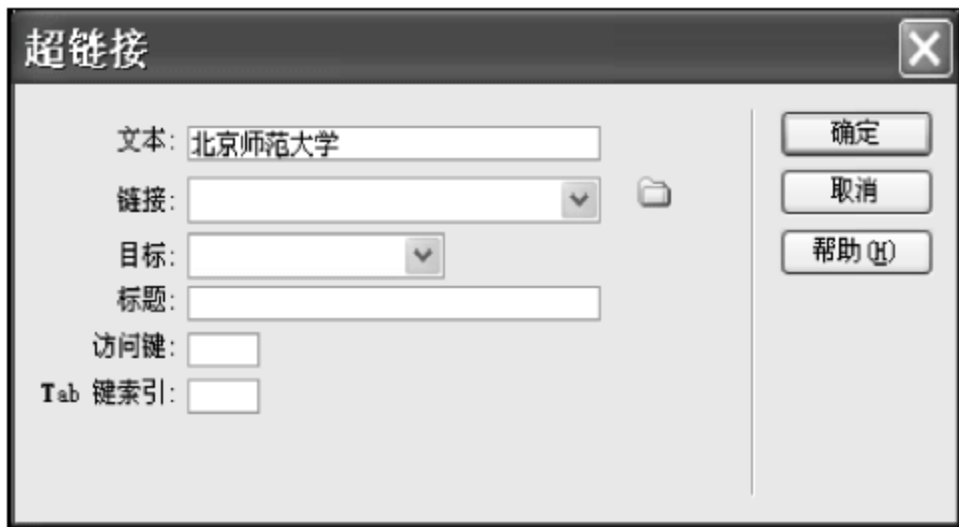 超链接
文本: 北京师范大学
链接:
目标:
标题:
访问键:
Tab 键索引:
确定
取消
帮助(H)